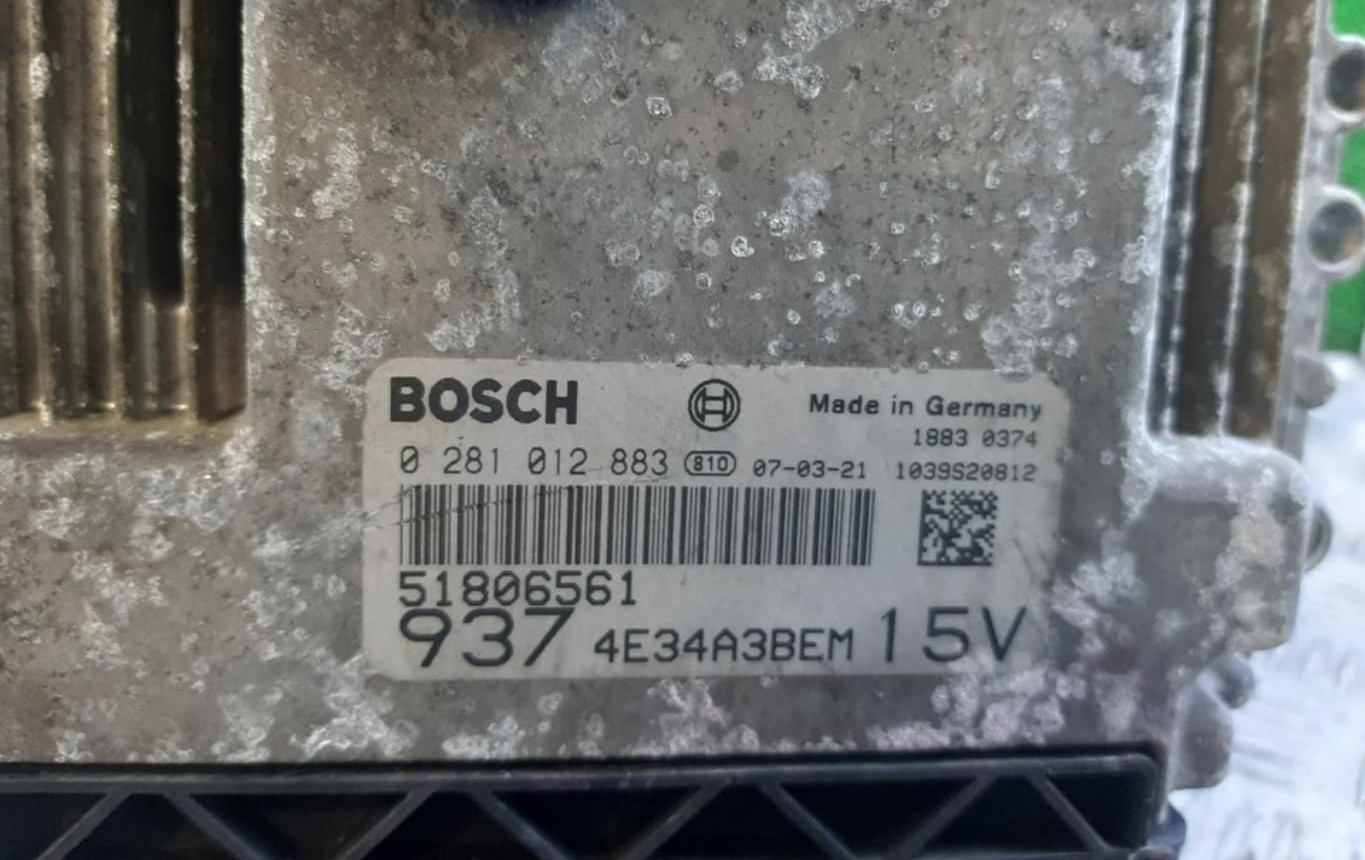 BOSCH Made in Germany
1883 0374
0 281 012 883 810 07-03-21 1039S20812
51806561
937 4E34A3BEM 15V